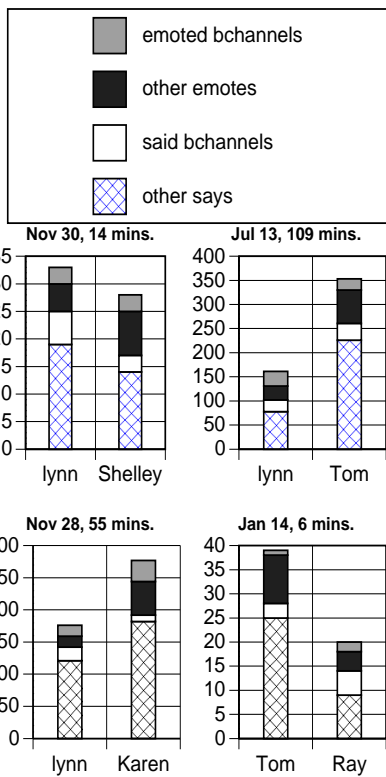 emoted bchannels
other emotes
said bchannels
other says
Nov 30, 14 mins.
5
0
5
0
5
0
5
0
lynn Shelley
Jul 13, 109 mins.
400
350
300
250
200
150
100
50
0
lynn Tom
Nov 28, 55 mins.
00
50
00
50
00
50
0
lynn Karen
Jan 14, 6 mins.
40
35
30
25
20
15
10
5
0
Tom Ray